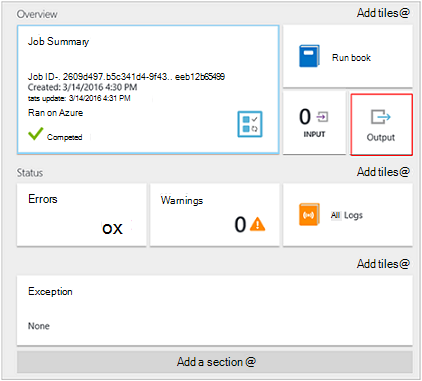 Overview
Add tiles@
Job Summary
Job ID-. 2609d497.b5c341d4-9f43.. eeb12b65499
Created: 3/14/2016 4:30 PM
tats update: 3/14/2016 4:31 PM
Ran on Azure
Competed
Run book
0
INPUT
Output
Status
Add tiles@
Errors
ox
Warnings
0
All Logs
Add tiles@
Exception
None
Add a section @